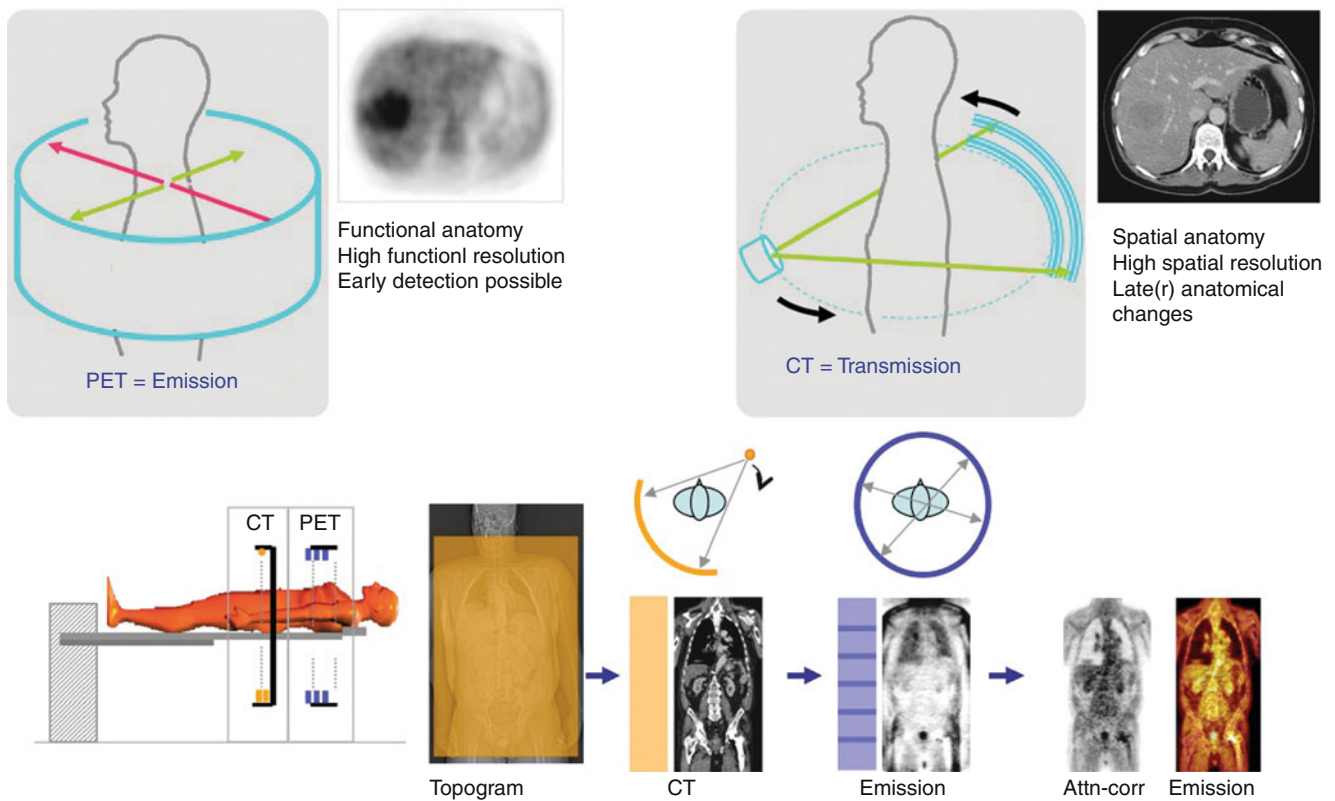 Functional anatomy
High functionl resolution
Early detection possible
PET = Emission
Spatial anatomy
High spatial resolution
Late(r) anatomical
changes
CT = Transmission
CT
PET
Topogram
CT
Emission
Attn-corr
Emission